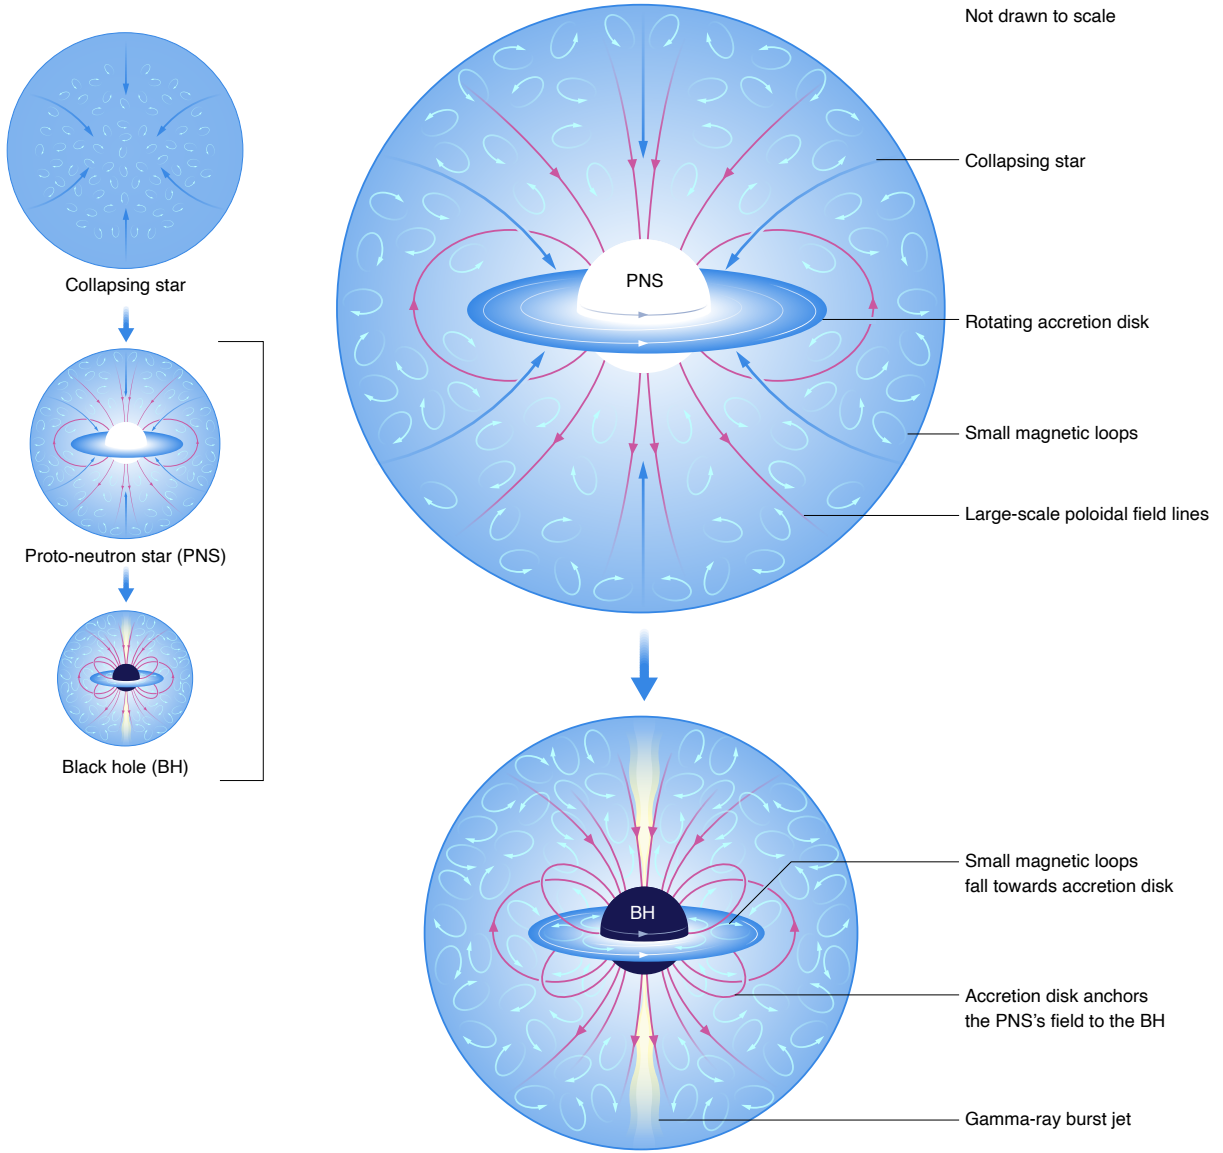 Not drawn to scale
Collapsing star
Proto-neutron star (PNS)
Black hole (BH)
PNS
Collapsing star
Rotating accretion disk
Small magnetic loops
Large-scale poloidal field lines
BH
Small magnetic loops
fall towards accretion disk
Accretion disk anchors
the PNS’s field to the BH
Gamma-ray burst jet